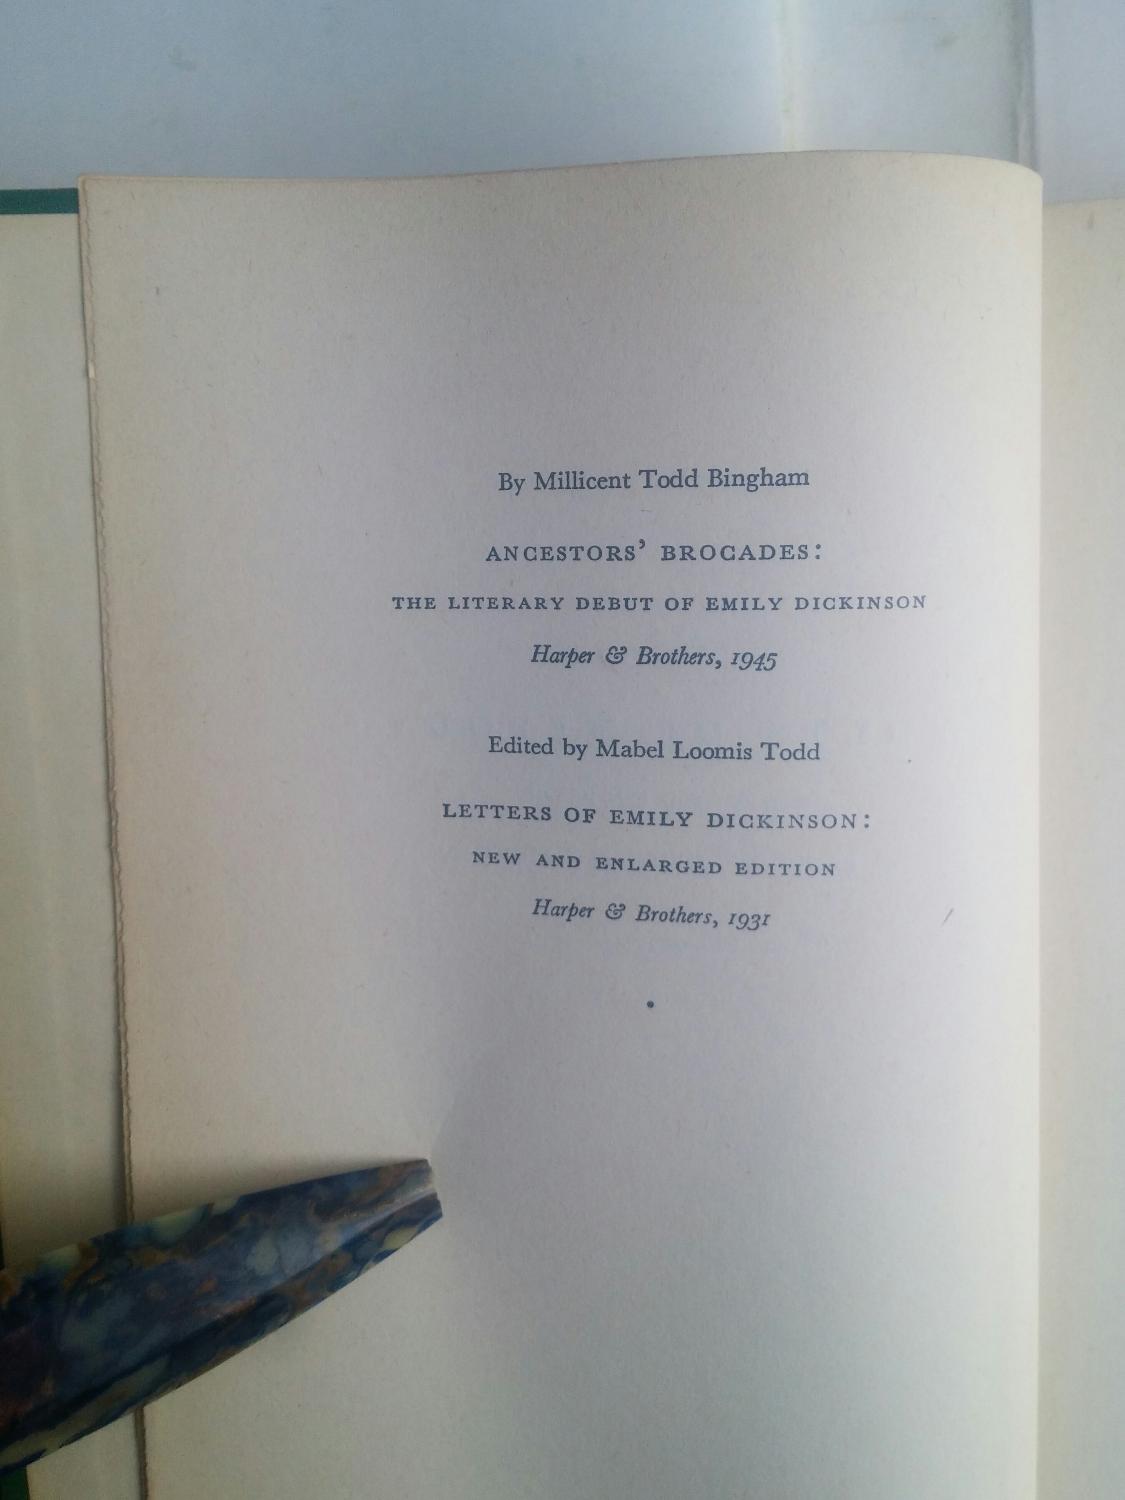 By Millicent Todd Bingham
ANCESTORS’ BROCADES:
THE LITERARY DEBUT OF EMILY DICKINSON
Harper & Brothers, 1945
Edited by Mabel Loomis Todd
LETTERS OF EMILY DICKINSON:
NEW AND ENLARGED EDITION
Harper & Brothers, 1931